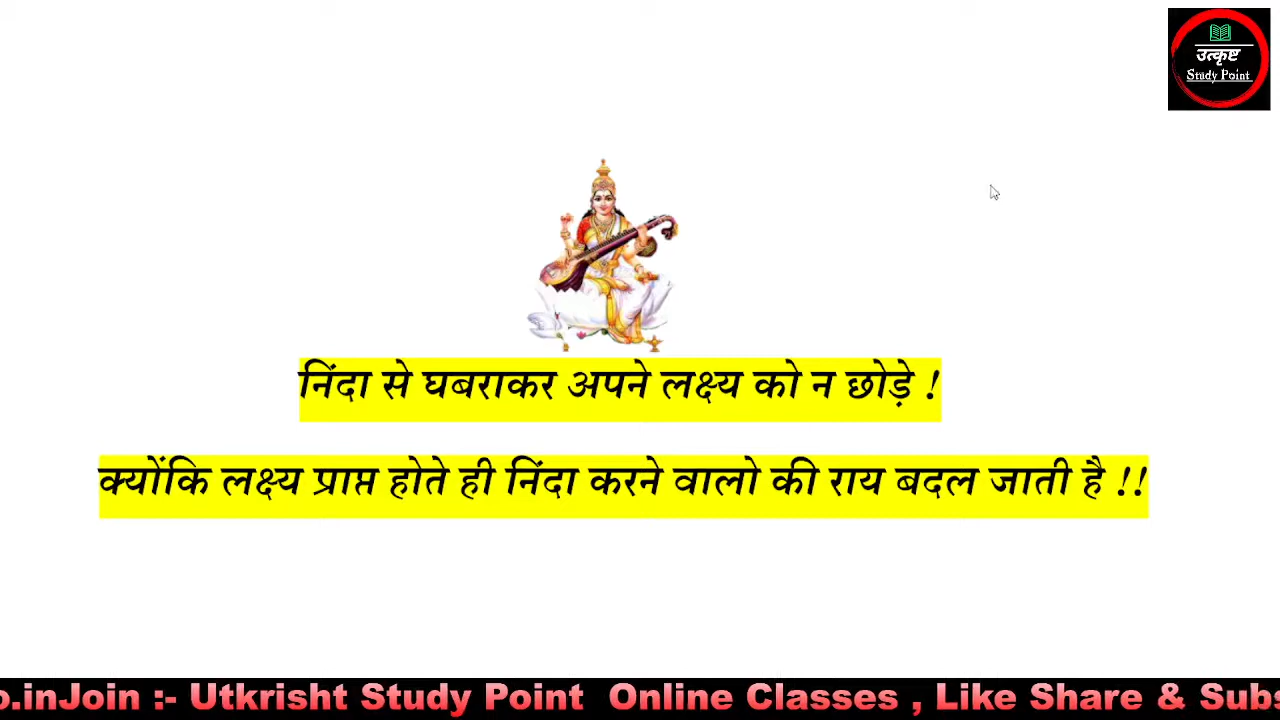 उत्कृष्ट
Study Point
निंदा से घबराकर अपने लक्ष्य को न छोड़े !
क्योंकि लक्ष्य प्राप्त होते ही निंदा करने वालो की राय बदल जाती है !!
o.inJoin :- Utkrisht Study Point Online Classes , Like Share & Subs